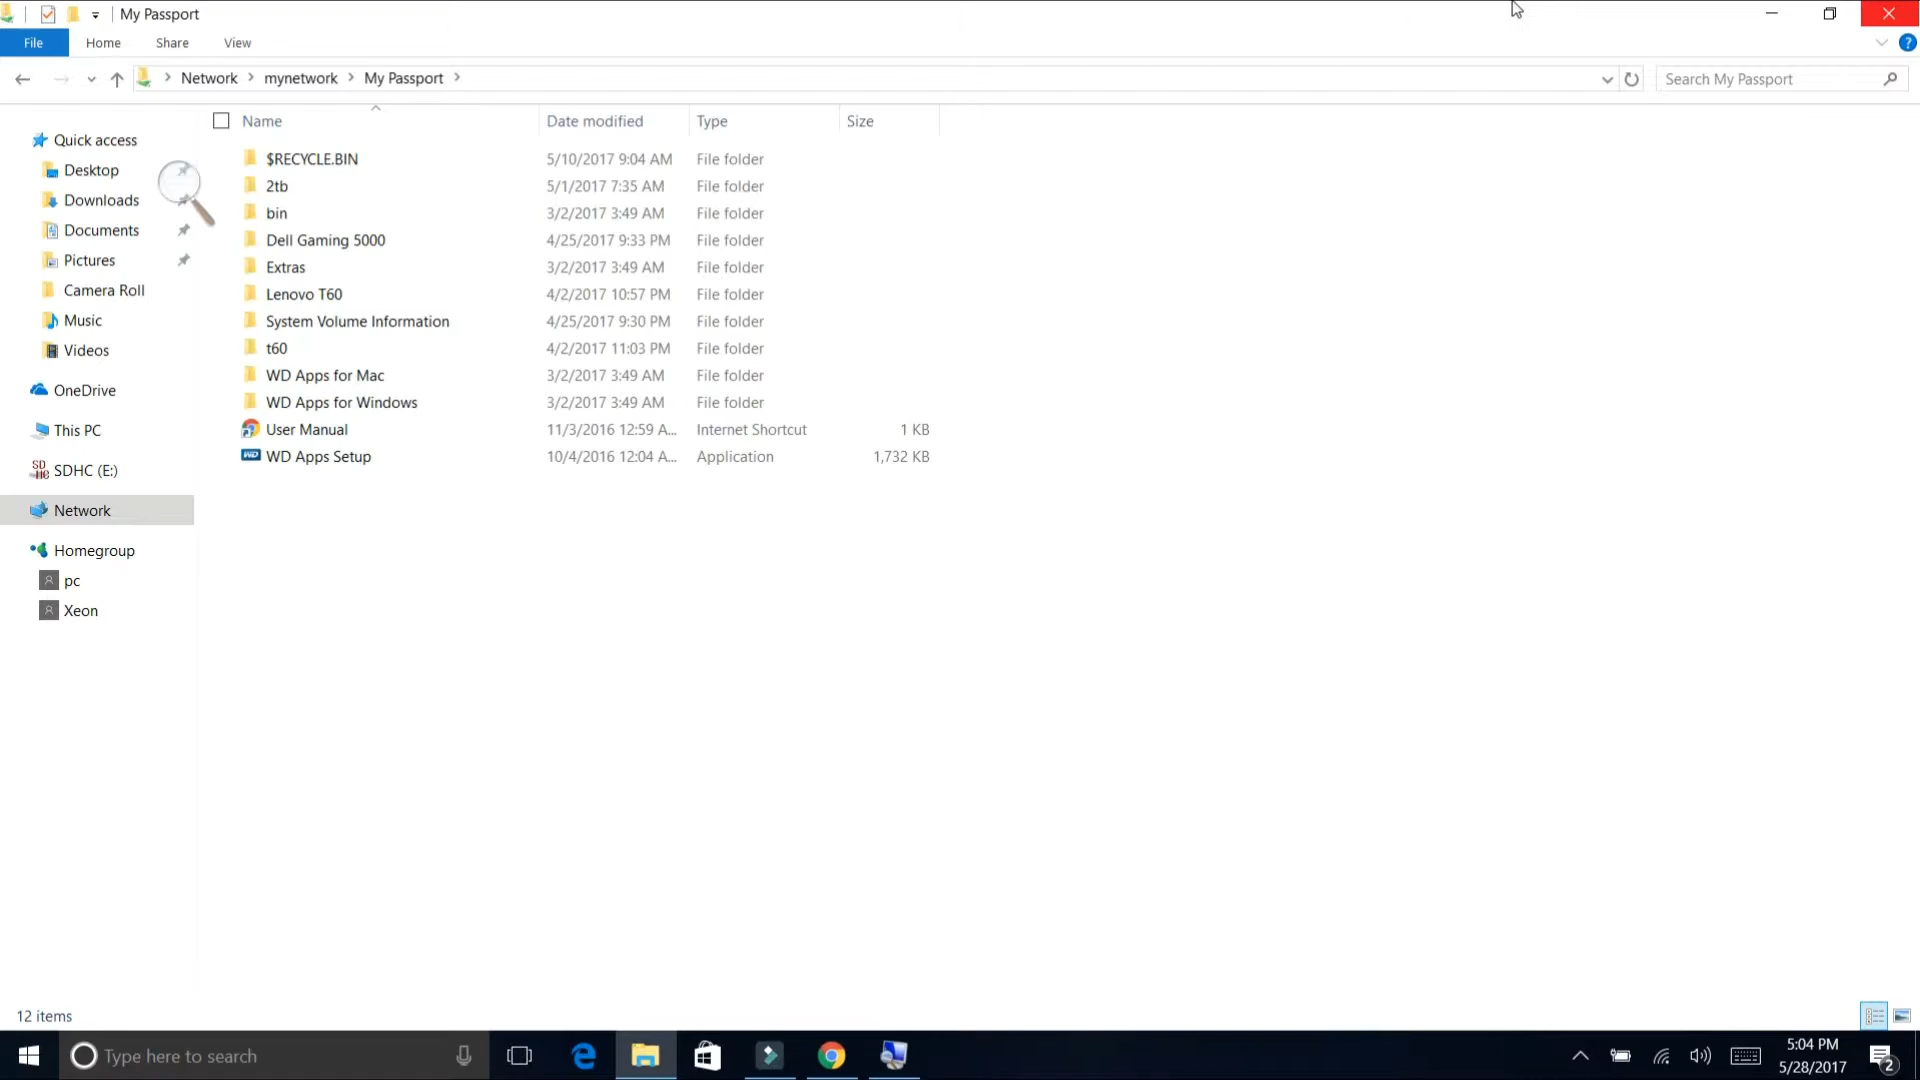 My Passport
File Home Share View
Network mynetwork My Passport Search My Passport
Name Date modified Type Size
Quick access
Desktop
Downloads
Documents
Pictures
Camera Roll
Music
Videos
OneDrive
This PC
SDHC (E:)
Network
Homegroup
pc
Xeon
$RECYCLE.BIN 5/10/2017 9:04 AM File folder
2tb 5/1/2017 7:35 AM File folder
bin 3/2/2017 3:49 AM File folder
Dell Gaming 5000 4/25/2017 9:33 PM File folder
Extras 3/2/2017 3:49 AM File folder
Lenovo T60 4/2/2017 10:57 PM File folder
System Volume Information 4/25/2017 9:30 PM File folder
t60 4/2/2017 11:03 PM File folder
WD Apps for Mac 3/2/2017 3:49 AM File folder
WD Apps for Windows 3/2/2017 3:49 AM File folder
User Manual 11/3/2016 12:59 A... Internet Shortcut 1 KB
WD WD Apps Setup 10/4/2016 12:04 A... Application 1,732 KB
12 items
Type here to search
5:04 PM
5/28/2017
2